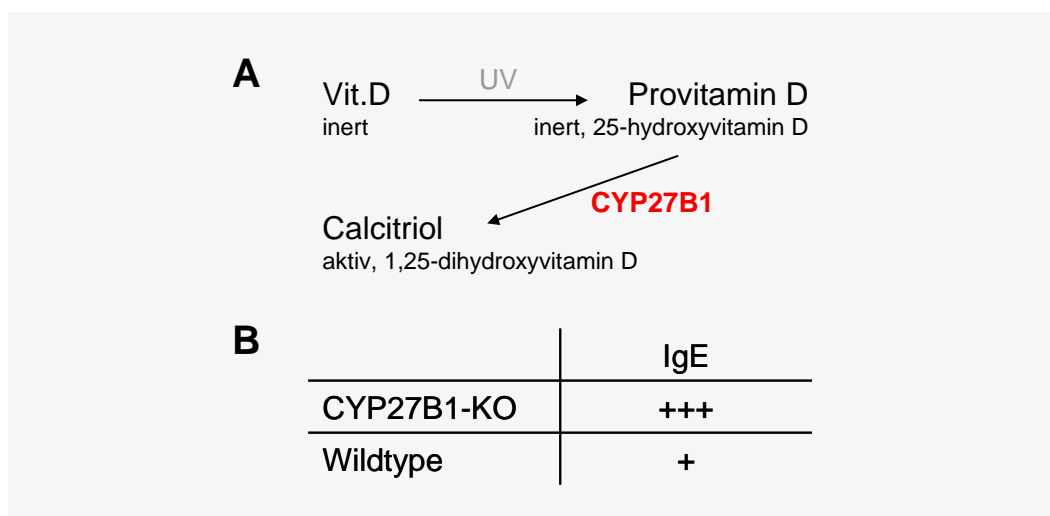 A
UV
Vit.D Provitamin D
inert inert, 25-hydroxyvitamin D
CYP27B1
Calcitriol
aktiv, 1,25-dihydroxyvitamin D
B
IgE
CYP27B1-KO +++
Wildtype +